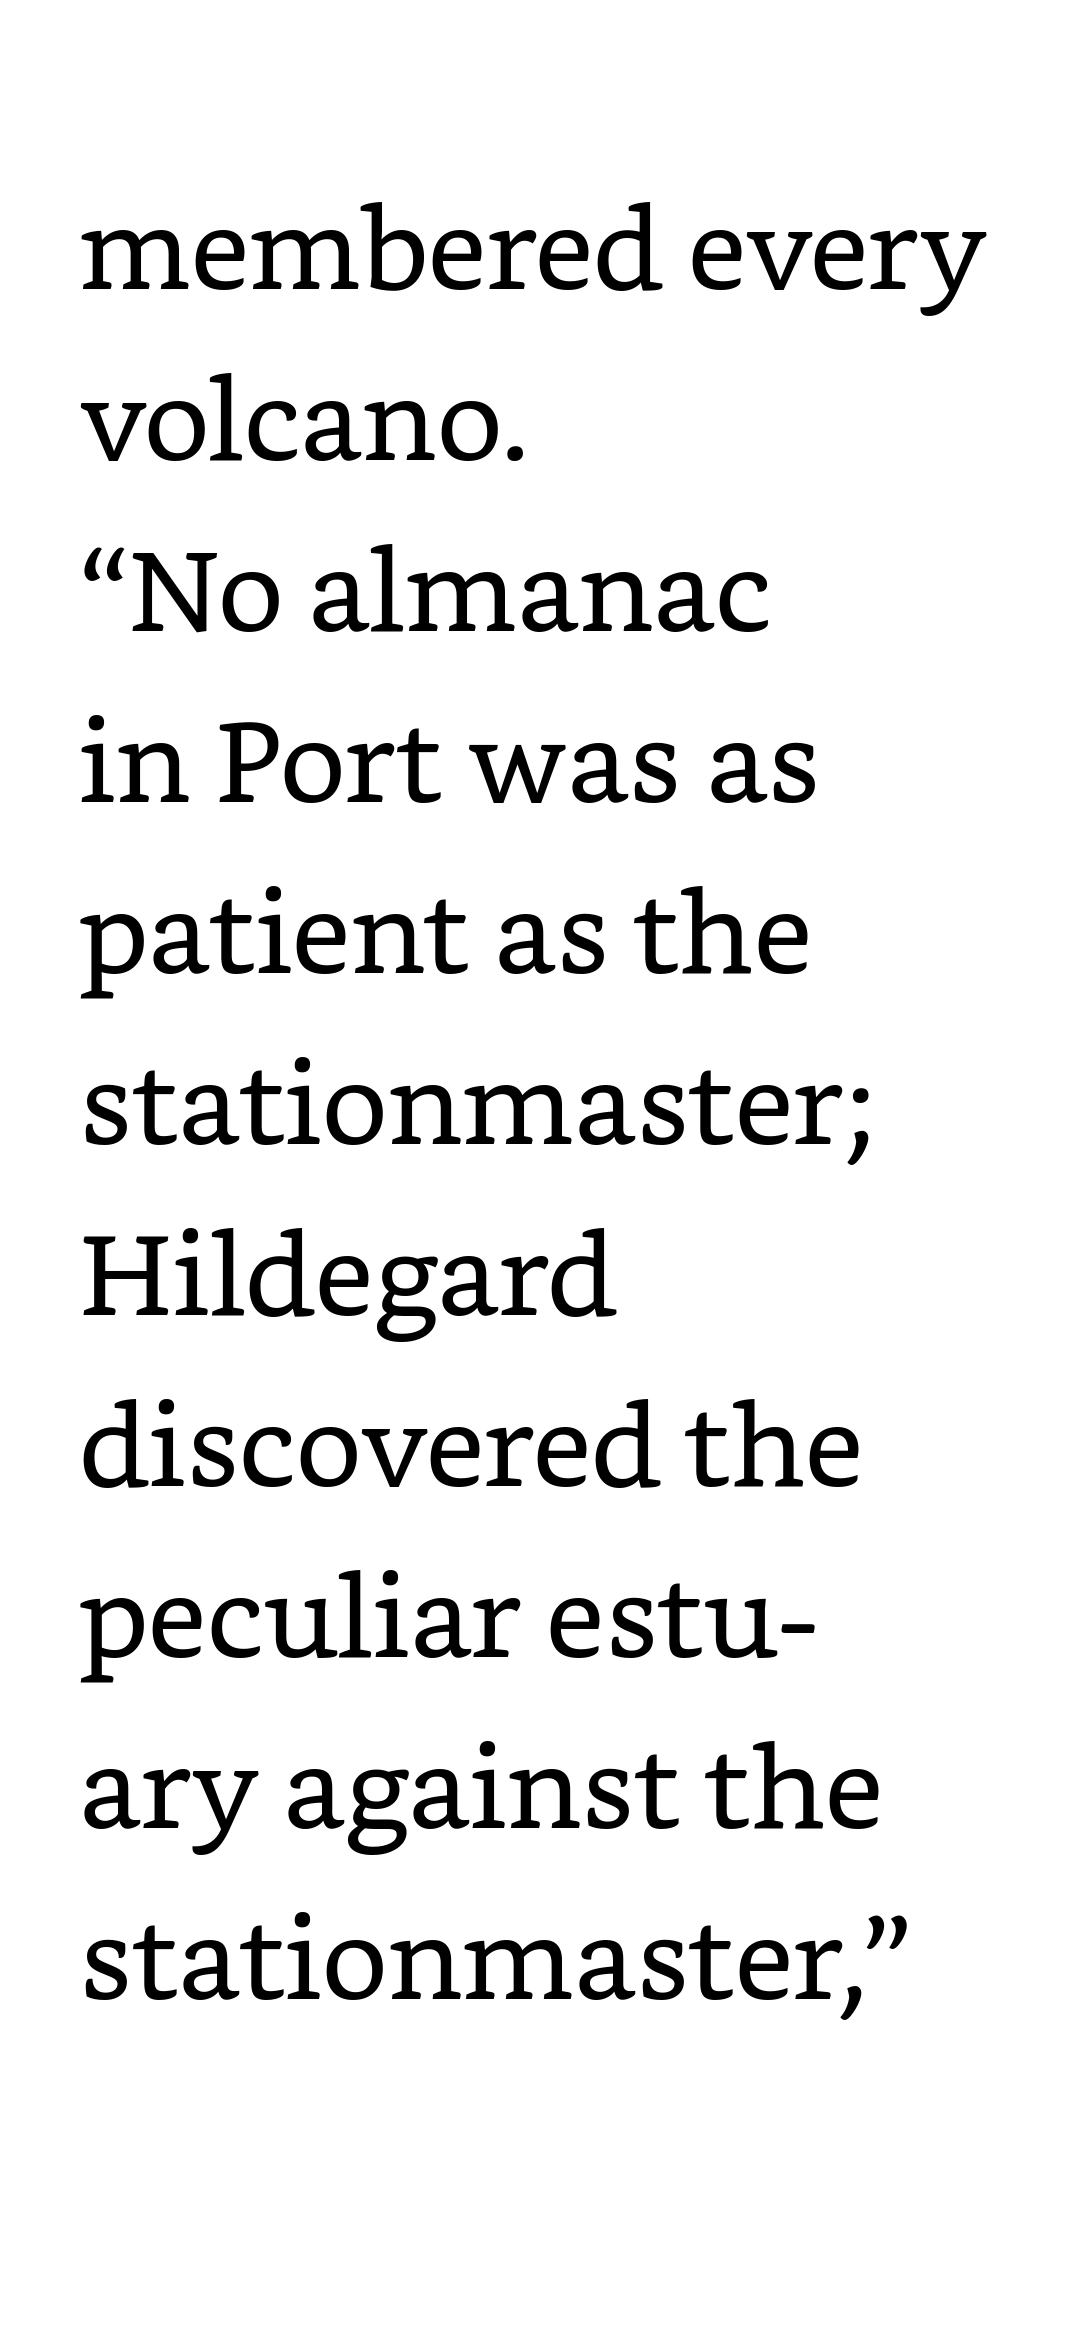 membered every
volcano.
“No almanac
in Port was as
patient as the
stationmaster;
Hildegard
discovered the
peculiar estu-
ary against the
stationmaster,”